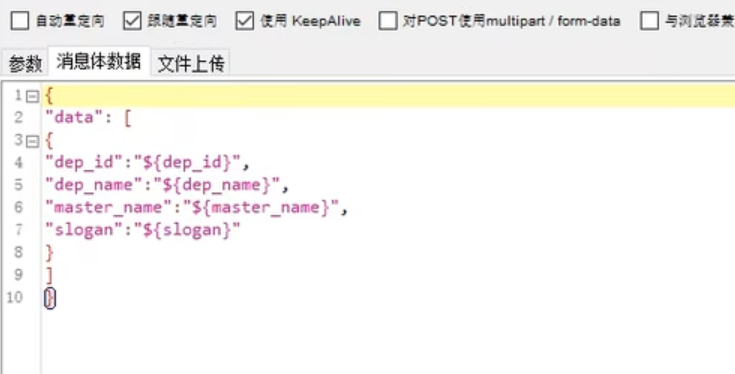 自动重定向 跟随重定向 使用 KeepAlive 对POST使用multipart / form-data 与浏览器兼
参数 消息体数据 文件上传
1 {
2 "data": [
3 {
4 "dep_id":"${dep_id}",
5 "dep_name":"${dep_name}",
6 "master_name":"${master_name}",
7 "slogan":"${slogan}"
8 }
9 ]
10 }